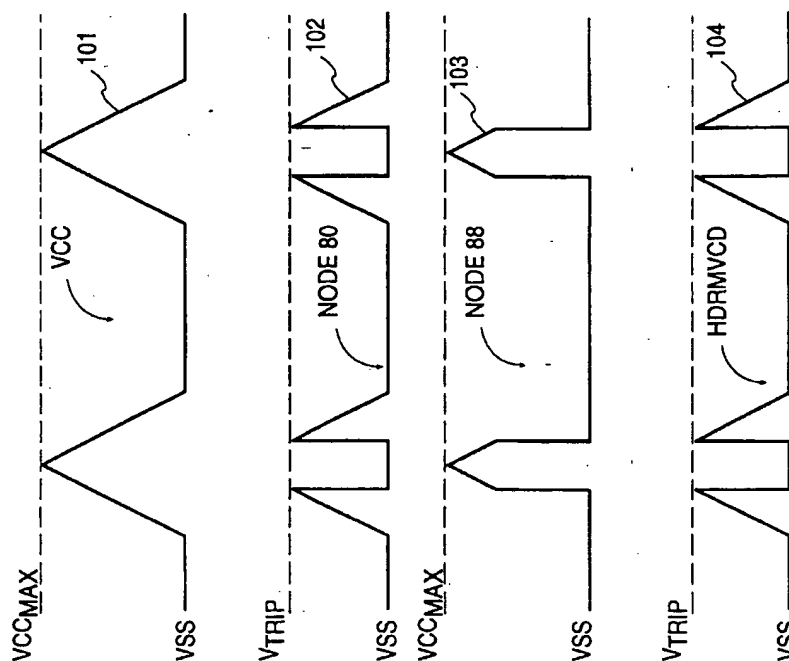 VCCMAX
101
VCC
VSS
VTRIP
102
NODE 80
VSS
VCCMAX
103
NODE 88
VSS
VTRIP
104
HDRMVCD
VSS